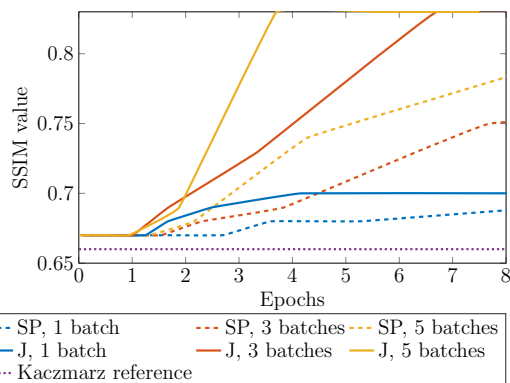 0.8
0.75
0.7
0.65
SSIM value
0 1 2 3 4 5 6 7 8
Epochs
SP, 1 batch SP, 3 batches SP, 5 batches
J, 1 batch J, 3 batches J, 5 batches
Kaczmarz reference